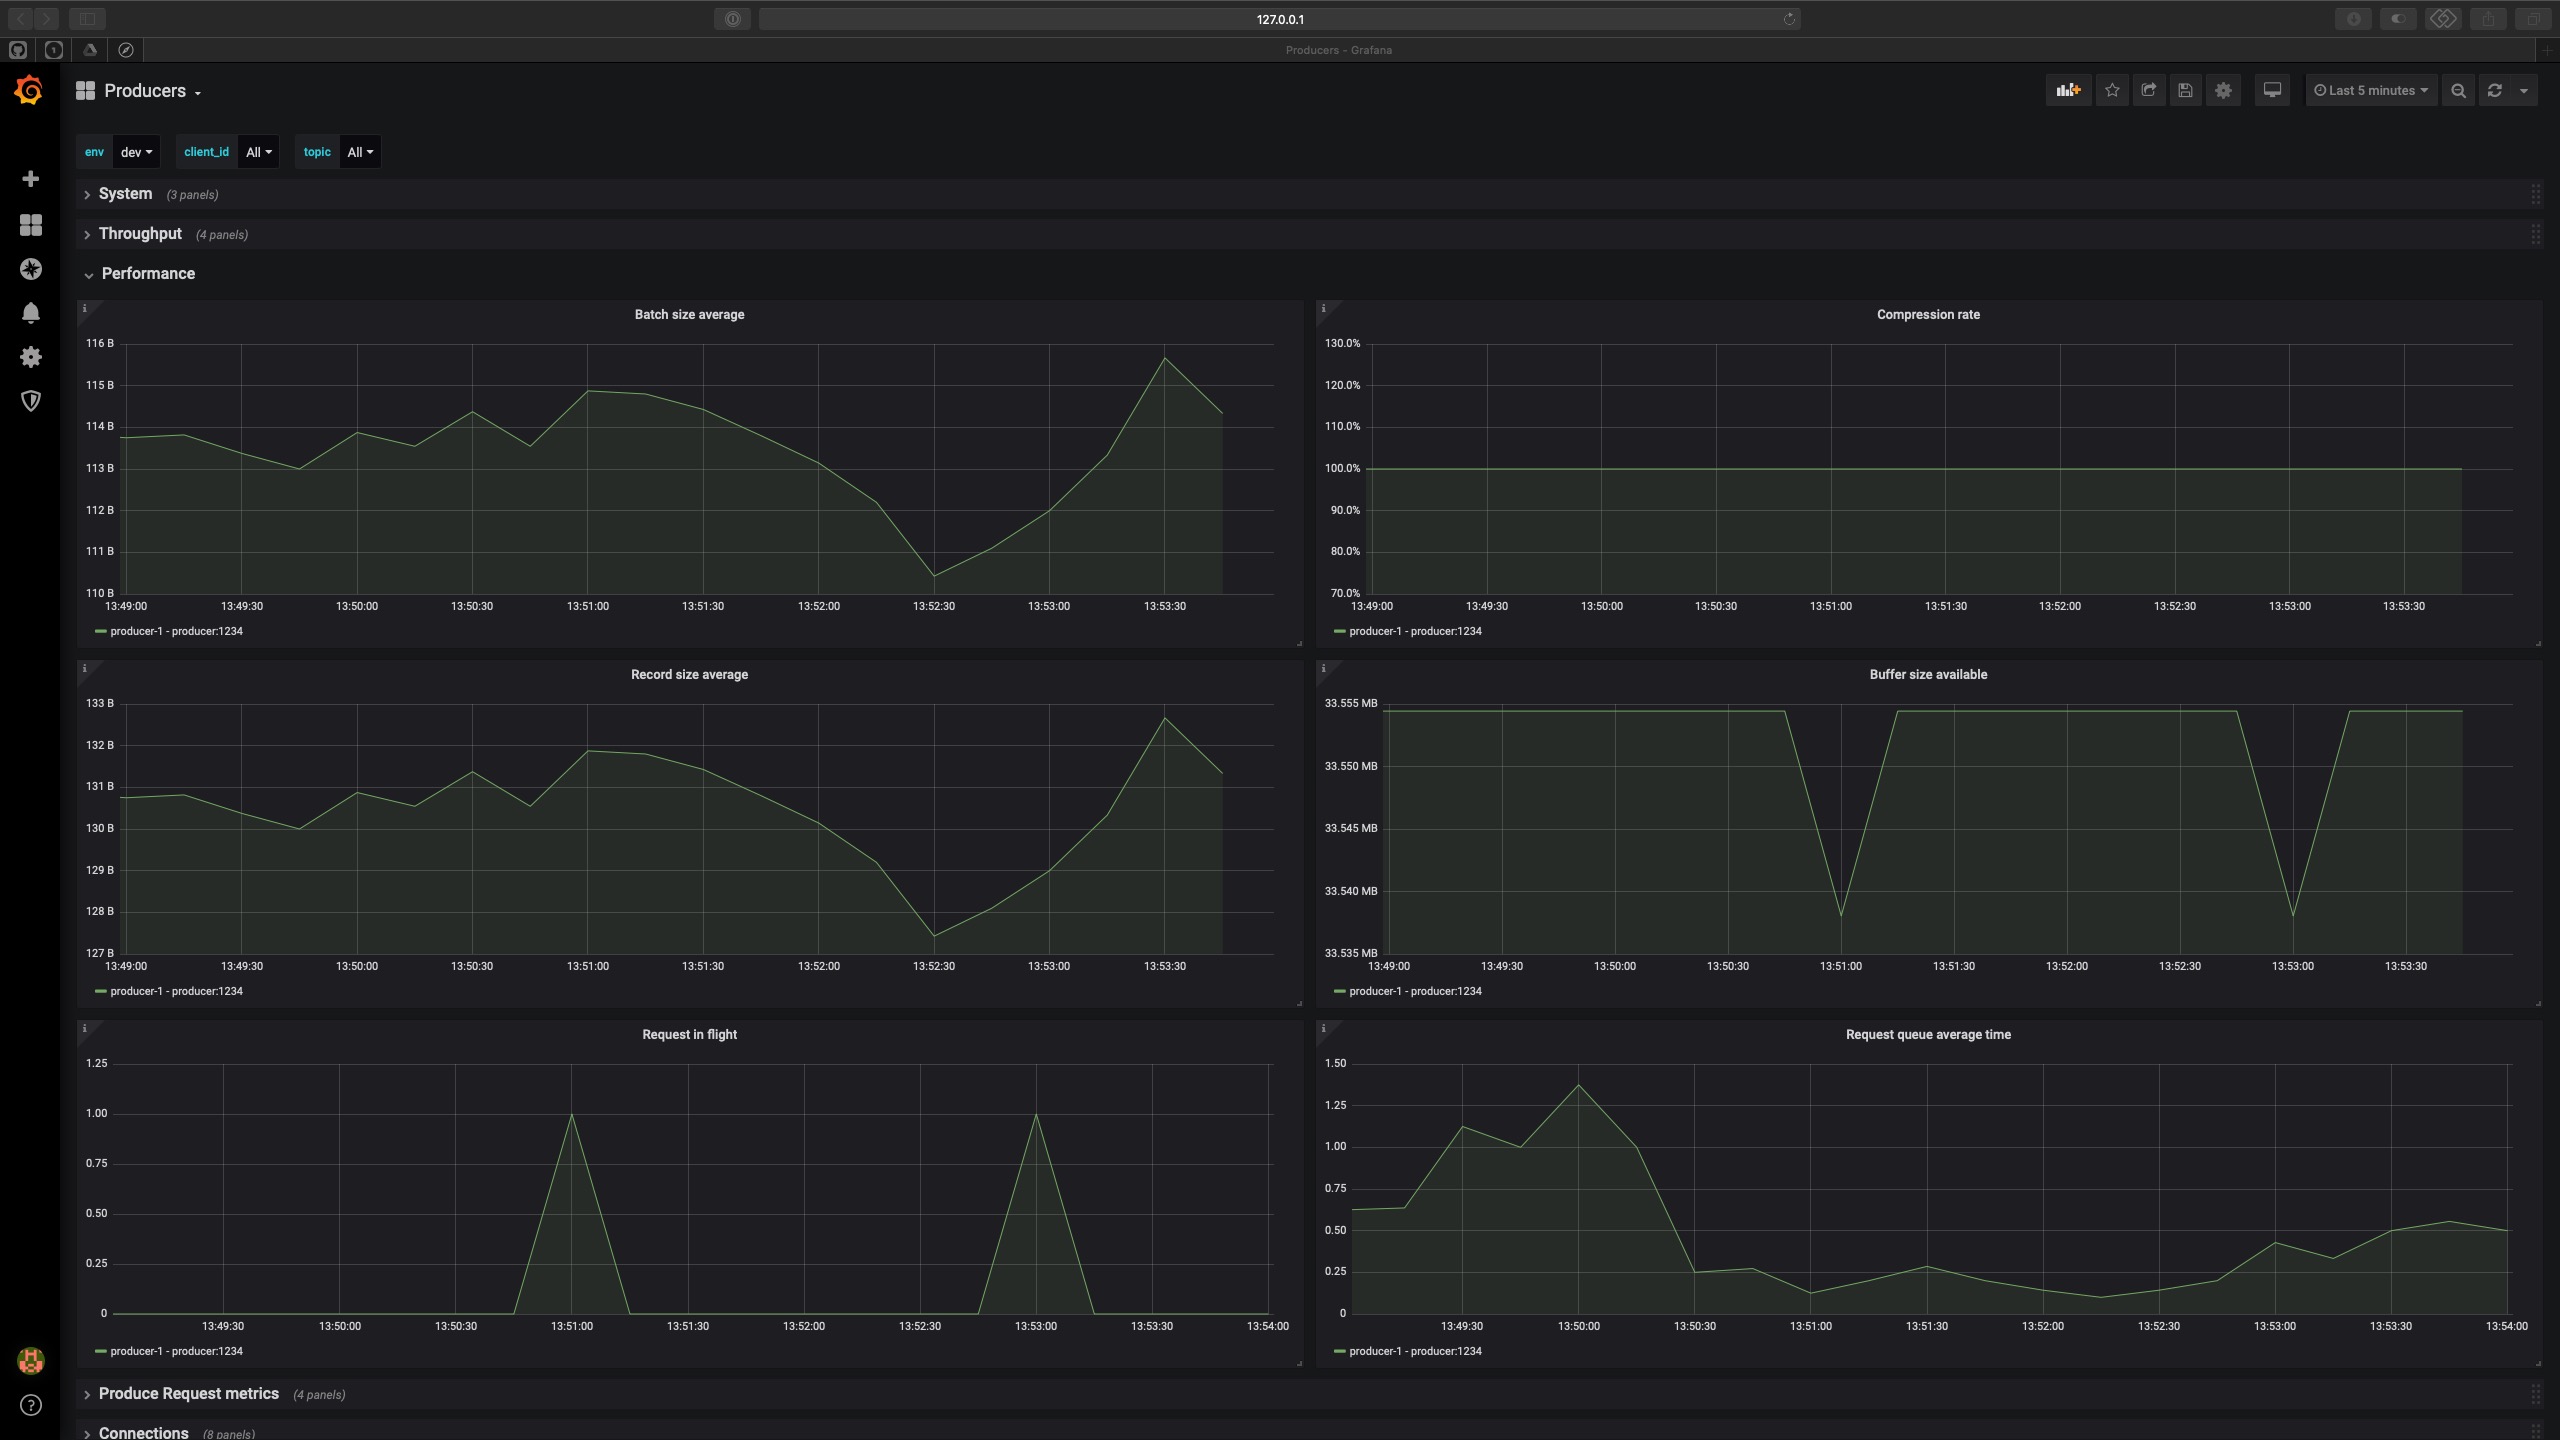 127.0.0.1
Producers – Grafana
Producers
Last 5 minutes
env dev client_id All topic All
System (3 panels)
Throughput (4 panels)
Performance
Batch size average
116 B
115 B
114 B
113 B
112 B
111 B
110 B
13:49:00 13:49:30 13:50:00 13:50:30 13:51:00 13:51:30 13:52:00 13:52:30 13:53:00 13:53:30
producer-1 - producer:1234
Compression rate
130.0%
120.0%
110.0%
100.0%
90.0%
80.0%
70.0%
13:49:00 13:49:30 13:50:00 13:50:30 13:51:00 13:51:30 13:52:00 13:52:30 13:53:00 13:53:30
producer-1 - producer:1234
Record size average
133 B
132 B
131 B
130 B
129 B
128 B
127 B
13:49:00 13:49:30 13:50:00 13:50:30 13:51:00 13:51:30 13:52:00 13:52:30 13:53:00 13:53:30
producer-1 - producer:1234
Buffer size available
33.555 MB
33.550 MB
33.545 MB
33.540 MB
33.535 MB
13:49:00 13:49:30 13:50:00 13:50:30 13:51:00 13:51:30 13:52:00 13:52:30 13:53:00 13:53:30
producer-1 - producer:1234
Request in flight
1.25
1.00
0.75
0.50
0.25
0
13:49:30 13:50:00 13:50:30 13:51:00 13:51:30 13:52:00 13:52:30 13:53:00 13:53:30 13:54:00
producer-1 - producer:1234
Request queue average time
1.50
1.25
1.00
0.75
0.50
0.25
0
13:49:30 13:50:00 13:50:30 13:51:00 13:51:30 13:52:00 13:52:30 13:53:00 13:53:30 13:54:00
producer-1 - producer:1234
Produce Request metrics (4 panels)
Connections (8 panels)